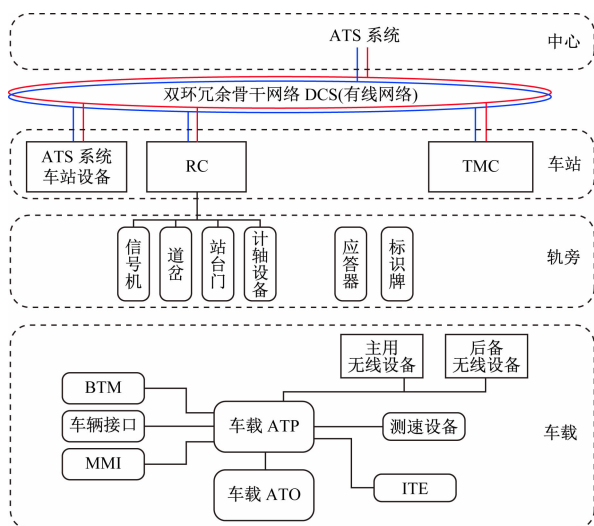 ATS 系统
中心
双环冗余骨干网络 DCS(有线网络)
ATS 系统
车站设备
RC
TMC
车站
信号机
道岔
站台门
计轴设备
应答器
标识牌
轨旁
主用
无线设备
后备
无线设备
BTM
车辆接口
车载 ATP
测速设备
车载
MMI
车载 ATO
ITE